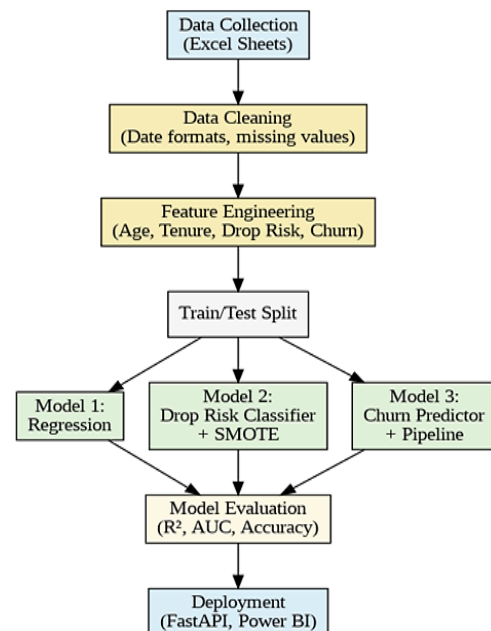 Data Collection
(Excel Sheets)
Data Cleaning
(Date formats, missing values)
Feature Engineering
(Age, Tenure, Drop Risk, Churn)
Train/Test Split
Model 1:
Regression
Model 2:
Drop Risk Classifier
+ SMOTE
Model 3:
Churn Predictor
+ Pipeline
Model Evaluation
(R², AUC, Accuracy)
Deployment
(FastAPI, Power BI)